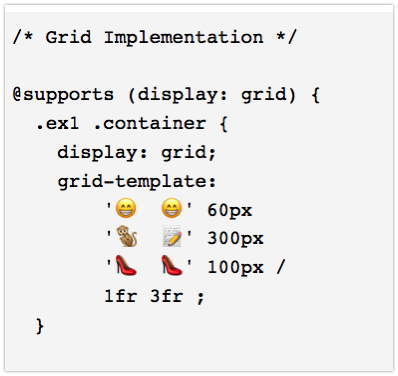 /* Grid Implementation */
@supports (display: grid) {
.ex1 .container {
display: grid;
grid-template:
'😁 😁' 60px
'🐒 📝' 300px
'👠 👠' 100px /
1fr 3fr ;
}